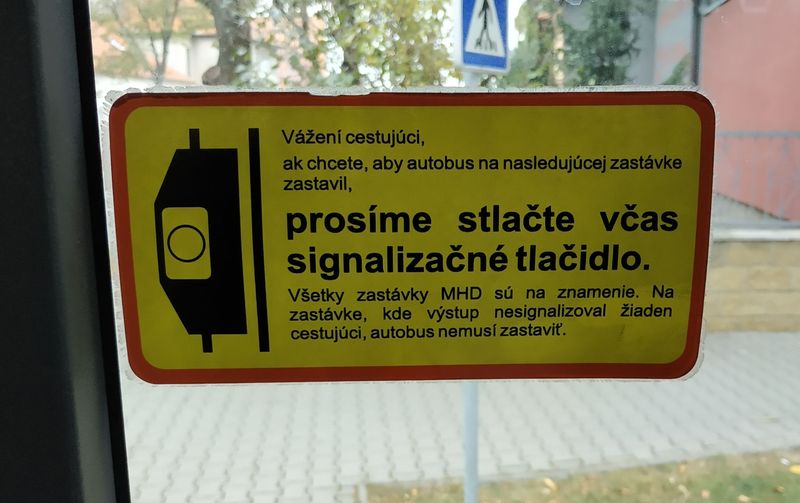 Vážení cestujúci,
ak chcete, aby autobus na nasledujúcej zastávke
zastavil,
prosíme stlačte včas
signalizačné tlačidlo.
Všetky zastávky MHD sú na znamenie. Na
zastávke, kde výstup nesignalizoval žiaden
cestujúci, autobus nemusí zastaviť.